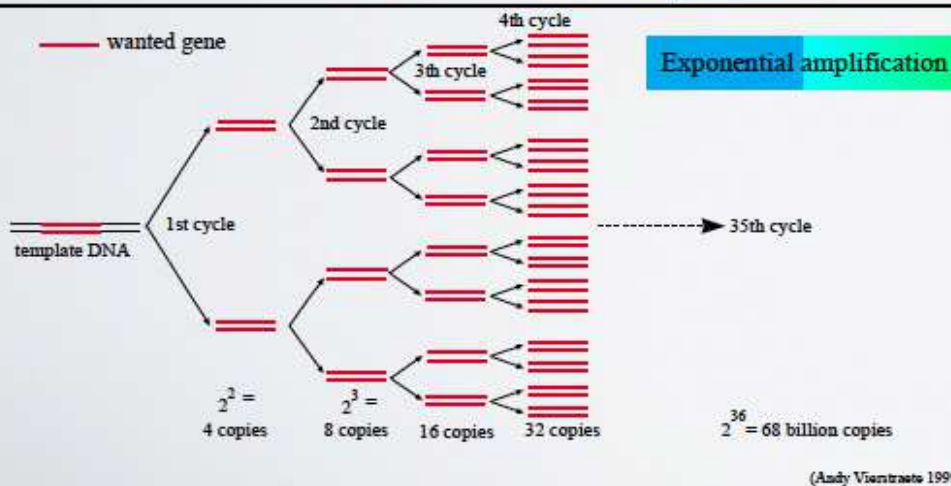 4th cycle
wanted gene
3th cycle
Exponential amplification
2nd cycle
1st cycle
35th cycle
template DNA
2^2 =
4 copies
2^3 =
8 copies
16 copies
32 copies
2^36 = 68 billion copies
(Andy Vierstraete 199